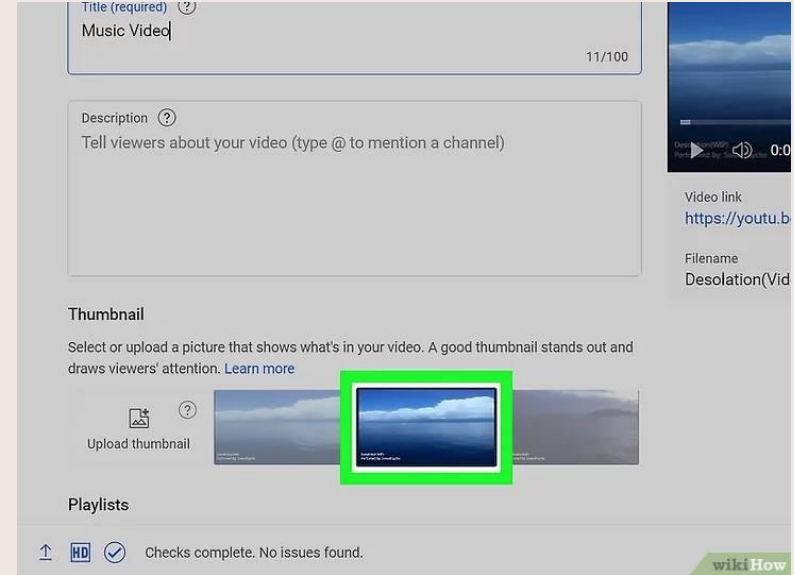 Title (required) ?
Music Video
11/100
Description ?
Tell viewers about your video (type @ to mention a channel)
0:0
Video link
https://youtu.b
Filename
Desolation(Vid
Thumbnail
Select or upload a picture that shows what's in your video. A good thumbnail stands out and
draws viewers' attention. Learn more
?
Upload thumbnail
Playlists
HD Checks complete. No issues found.
wikiHow